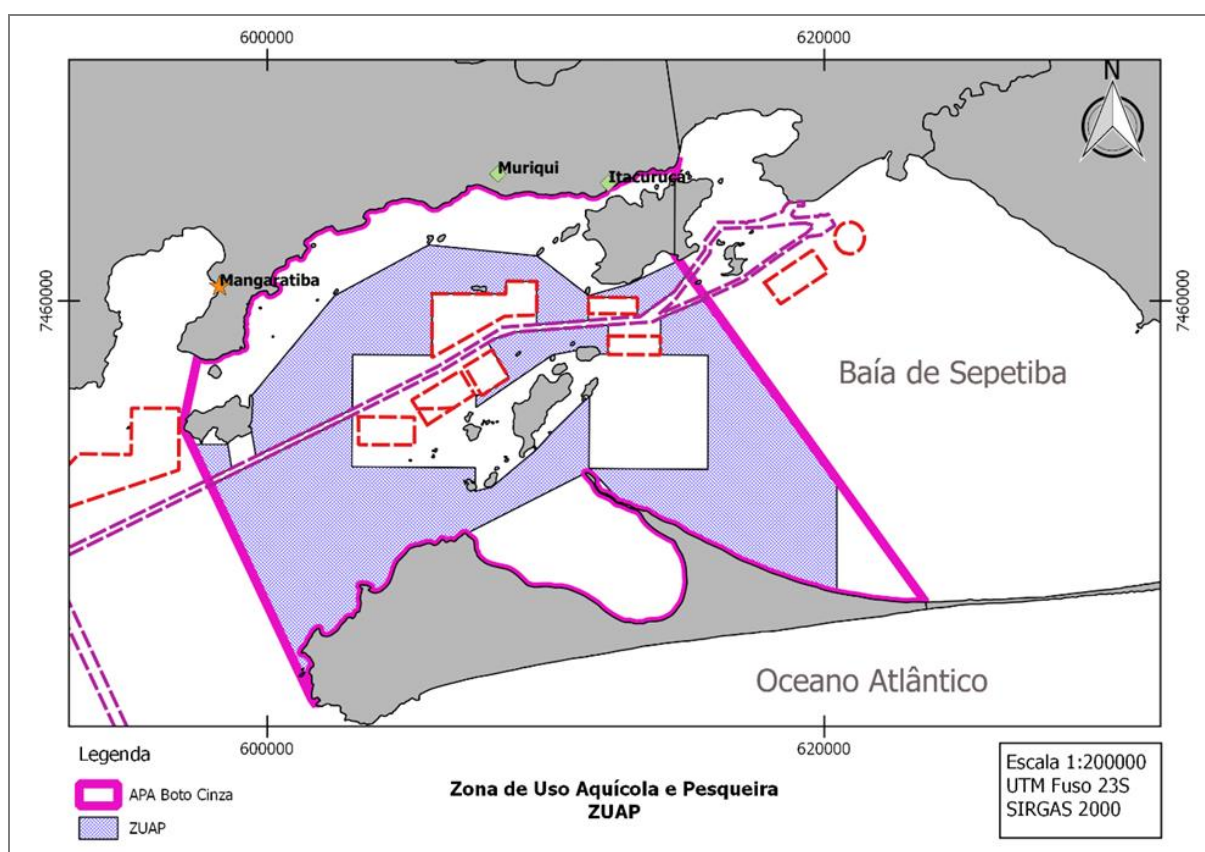 600000
620000
N
Muriqui
Itacuruçá
Mangaratiba
7460000
7460000
Baía de Sepetiba
Oceano Atlântico
600000
620000
Legenda
APA Boto Cinza
ZUAP
Zona de Uso Aquícola e Pesqueira
ZUAP
Escala 1:200000
UTM Fuso 23S
SIRGAS 2000